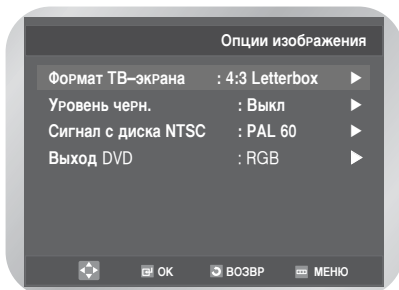 Опции изображения
Формат ТВ–экрана : 4:3 Letterbox
Уровень черн. : Выкл
Сигнал с диска NTSC : PAL 60
Выход DVD : RGB
ОК ВОЗВР МЕНЮ